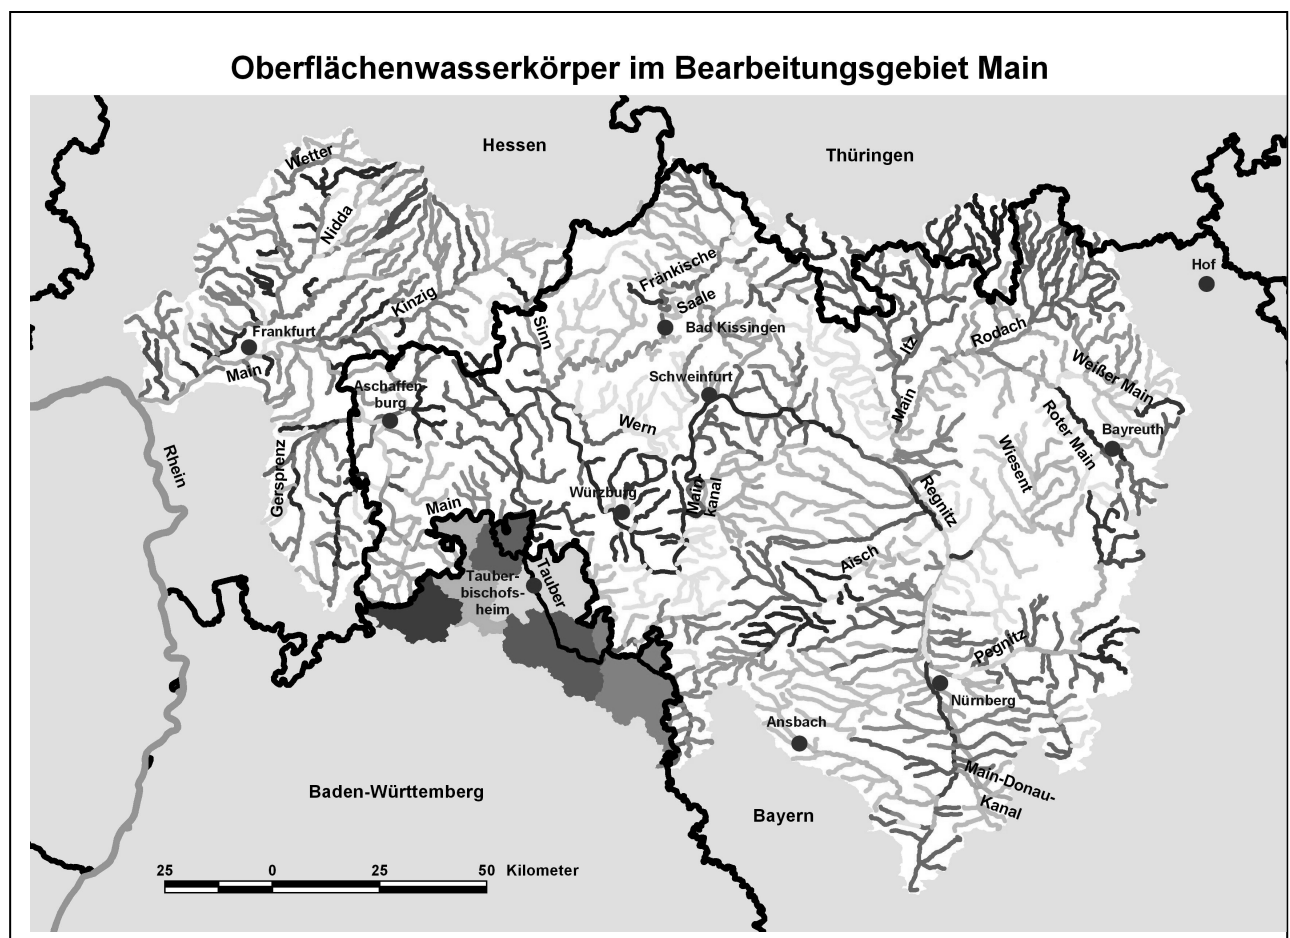 Oberflächenwasserkörper im Bearbeitungsgebiet Main
Hessen
Thüringen
Wetter
Nidda
Hof
Fränkische
Saale
Kinzig
Sinn
Frankfurt
Bad Kissingen
Itz
Rodach
Main
Weißer Main
Aschaffen
burg
Schweinfurt
Main
Roter Main
Bayreuth
Wern
Rhein
Gersprenz
Wiesent
Main
Würzburg
Main-
kanal
Regnitz
Aisch
Tauber-
bischofs-
heim
Tauber
Pegnitz
Nürnberg
Ansbach
Main-Donau-
Kanal
Baden-Württemberg
Bayern
25 0 25 50 Kilometer